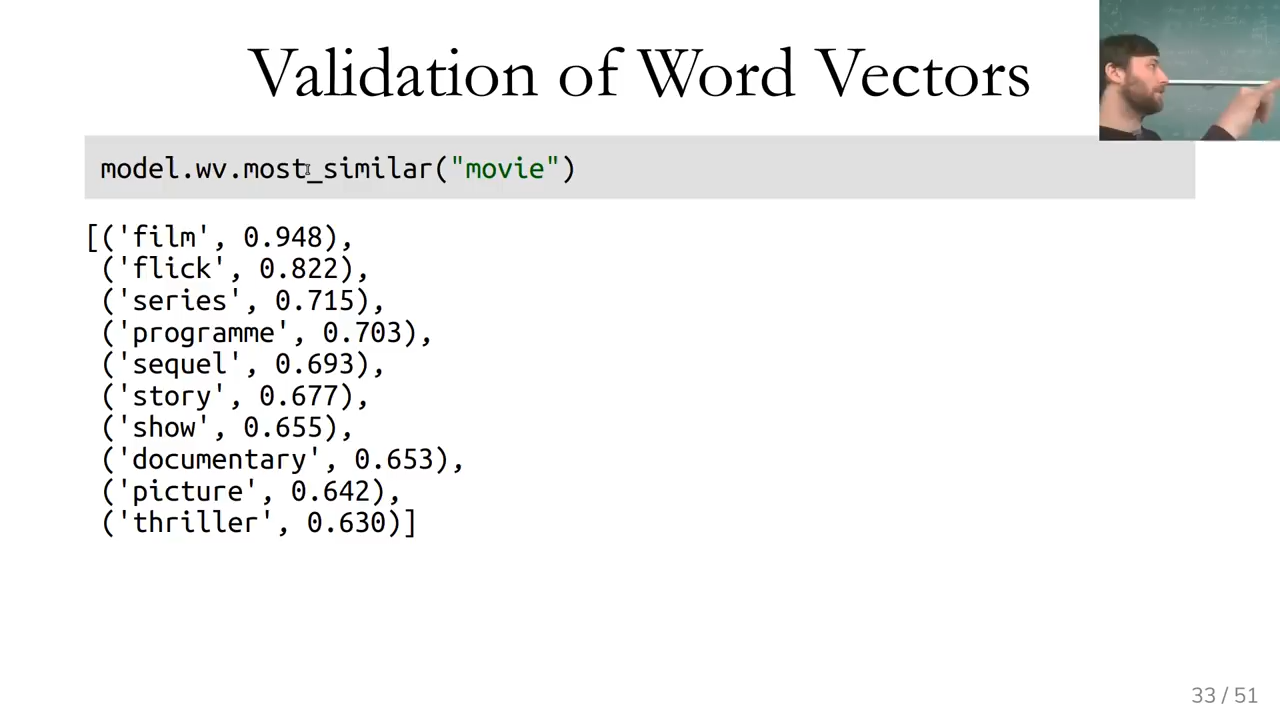 Validation of Word Vectors
model.wv.most_similar("movie")
[('film', 0.948),
('flick', 0.822),
('series', 0.715),
('programme', 0.703),
('sequel', 0.693),
('story', 0.677),
('show', 0.655),
('documentary', 0.653),
('picture', 0.642),
('thriller', 0.630)]
33 / 51